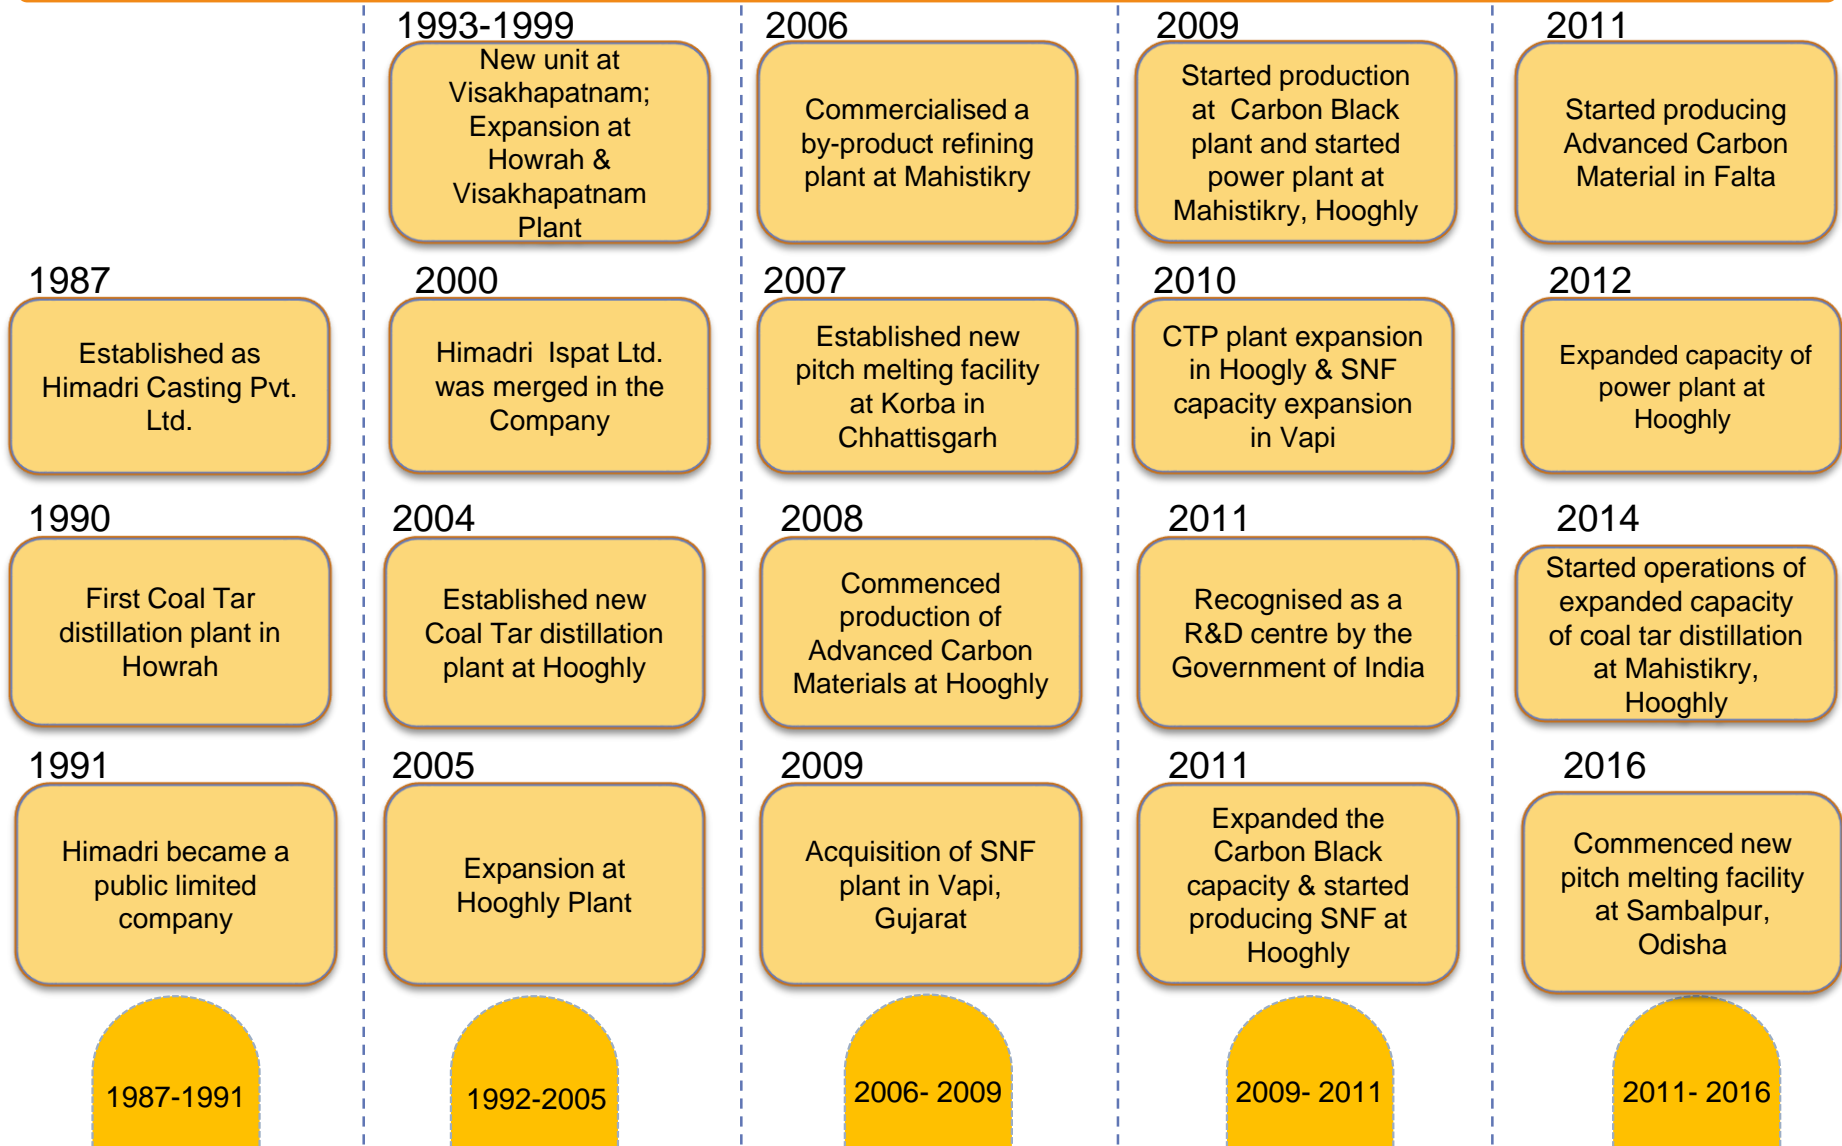 1987
Established as
Himadri Casting Pvt.
Ltd.
1990
First Coal Tar
distillation plant in
Howrah
1991
Himadri became a
public limited
company
1987-1991
1993-1999
New unit at
Visakhapatnam;
Expansion at
Howrah &
Visakhapatnam
Plant
2000
Himadri Ispat Ltd.
was merged in the
Company
2004
Established new
Coal Tar distillation
plant at Hooghly
2005
Expansion at
Hooghly Plant
1992-2005
2006
Commercialised a
by-product refining
plant at Mahistikry
2007
Established new
pitch melting facility
at Korba in
Chhattisgarh
2008
Commenced
production of
Advanced Carbon
Materials at Hooghly
2009
Acquisition of SNF
plant in Vapi,
Gujarat
2006- 2009
2009
Started production
at Carbon Black
plant and started
power plant at
Mahistikry, Hooghly
2010
CTP plant expansion
in Hoogly & SNF
capacity expansion
in Vapi
2011
Recognised as a
R&D centre by the
Government of India
2011
Expanded the
Carbon Black
capacity & started
producing SNF at
Hooghly
2009- 2011
2011
Started producing
Advanced Carbon
Material in Falta
2012
Expanded capacity of
power plant at
Hooghly
2014
Started operations of
expanded capacity
of coal tar distillation
at Mahistikry,
Hooghly
2016
Commenced new
pitch melting facility
at Sambalpur,
Odisha
2011- 2016